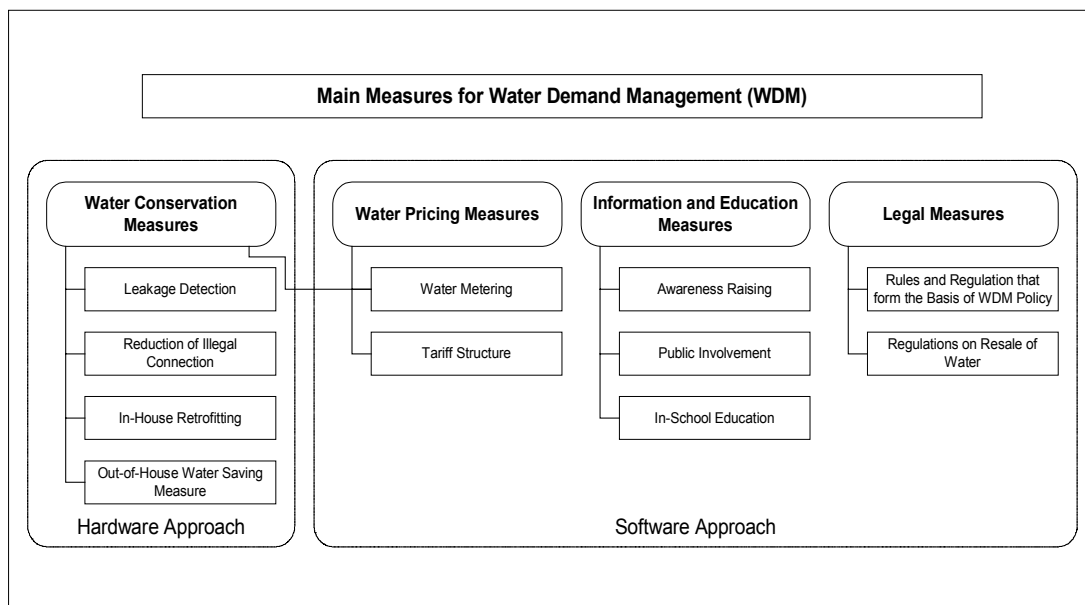 Main Measures for Water Demand Management (WDM)
Water Conservation
Measures
Leakage Detection
Reduction of Illegal
Connection
In-House Retrofitting
Out-of-House Water Saving
Measure
Hardware Approach
Water Pricing Measures
Water Metering
Tariff Structure
Information and Education
Measures
Awareness Raising
Public Involvement
In-School Education
Legal Measures
Rules and Regulation that
form the Basis of WDM Policy
Regulations on Resale of
Water
Software Approach